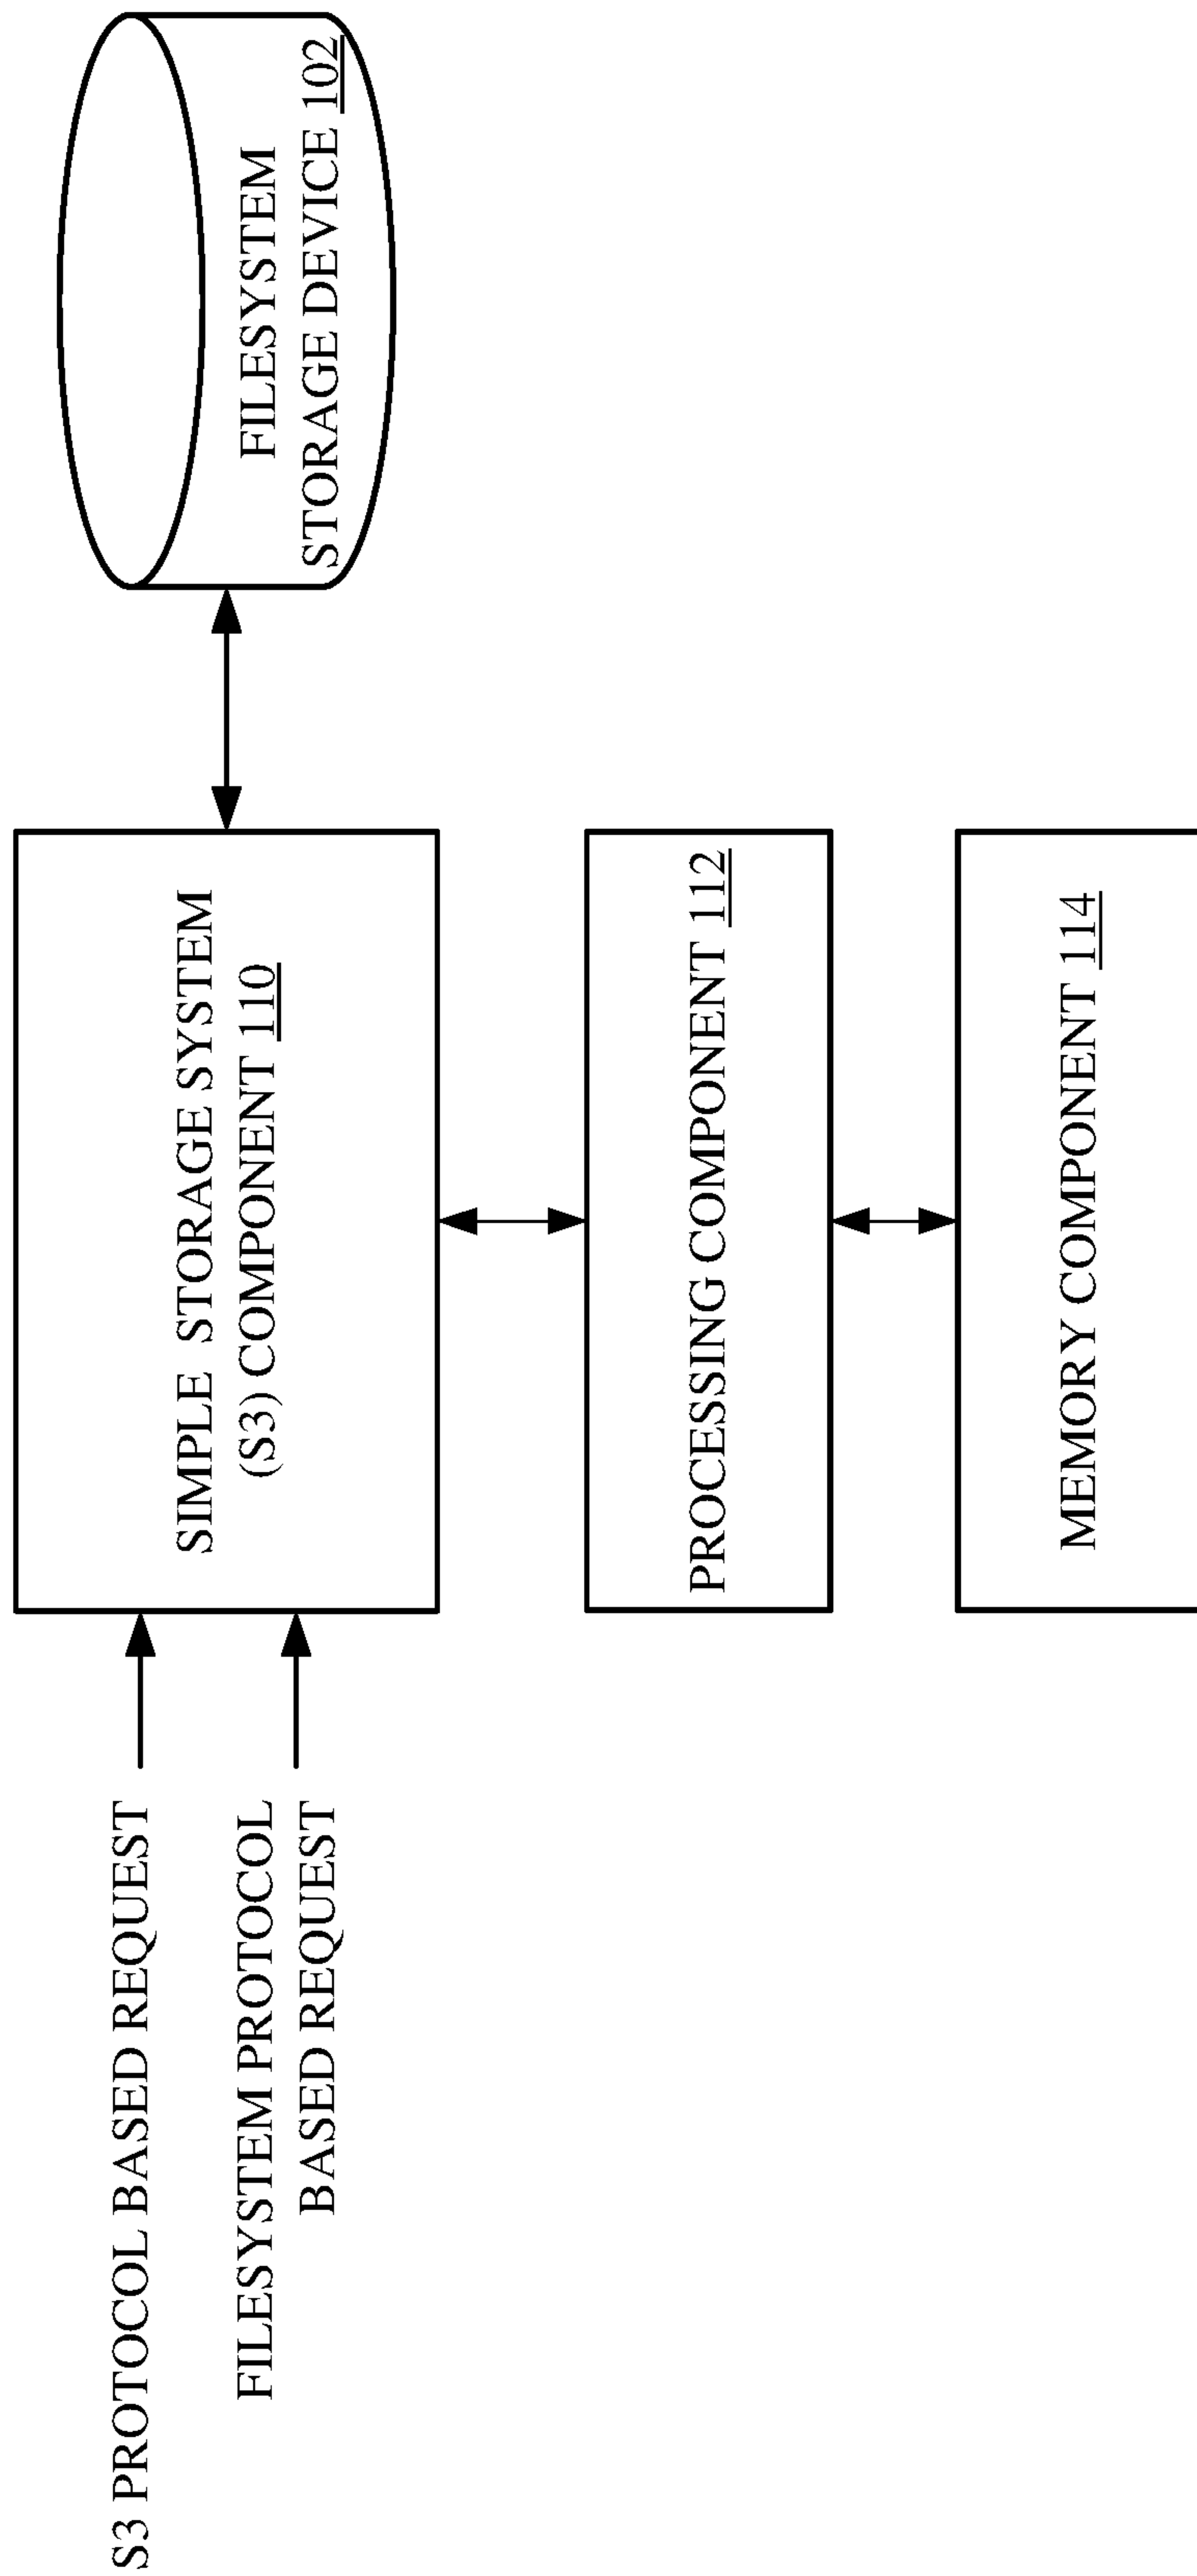 S3 PROTOCOL BASED REQUEST
FILESYSTEM PROTOCOL
BASED REQUEST
SIMPLE STORAGE SYSTEM
(S3) COMPONENT 110
FILESYSTEM
STORAGE DEVICE 102
PROCESSING COMPONENT 112
MEMORY COMPONENT 114